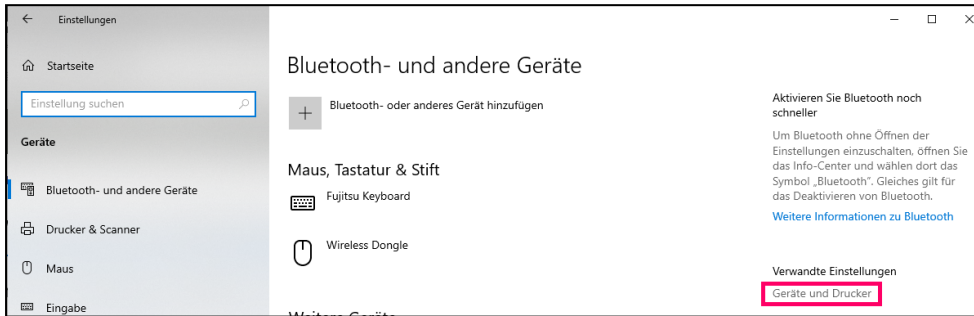 Einstellungen
Startseite
Einstellung suchen
Geräte
Bluetooth- und andere Geräte
Drucker & Scanner
Maus
Eingabe
Bluetooth- und andere Geräte
Bluetooth- oder anderes Gerät hinzufügen
Maus, Tastatur & Stift
Fujitsu Keyboard
Wireless Dongle
Weitere Geräte
Aktivieren Sie Bluetooth noch
schneller
Um Bluetooth ohne Öffnen der
Einstellungen einzuschalten, öffnen Sie
das Info-Center und wählen dort das
Symbol „Bluetooth“. Gleiches gilt für
das Deaktivieren von Bluetooth.
Weitere Informationen zu Bluetooth
Verwandte Einstellungen
Geräte und Drucker